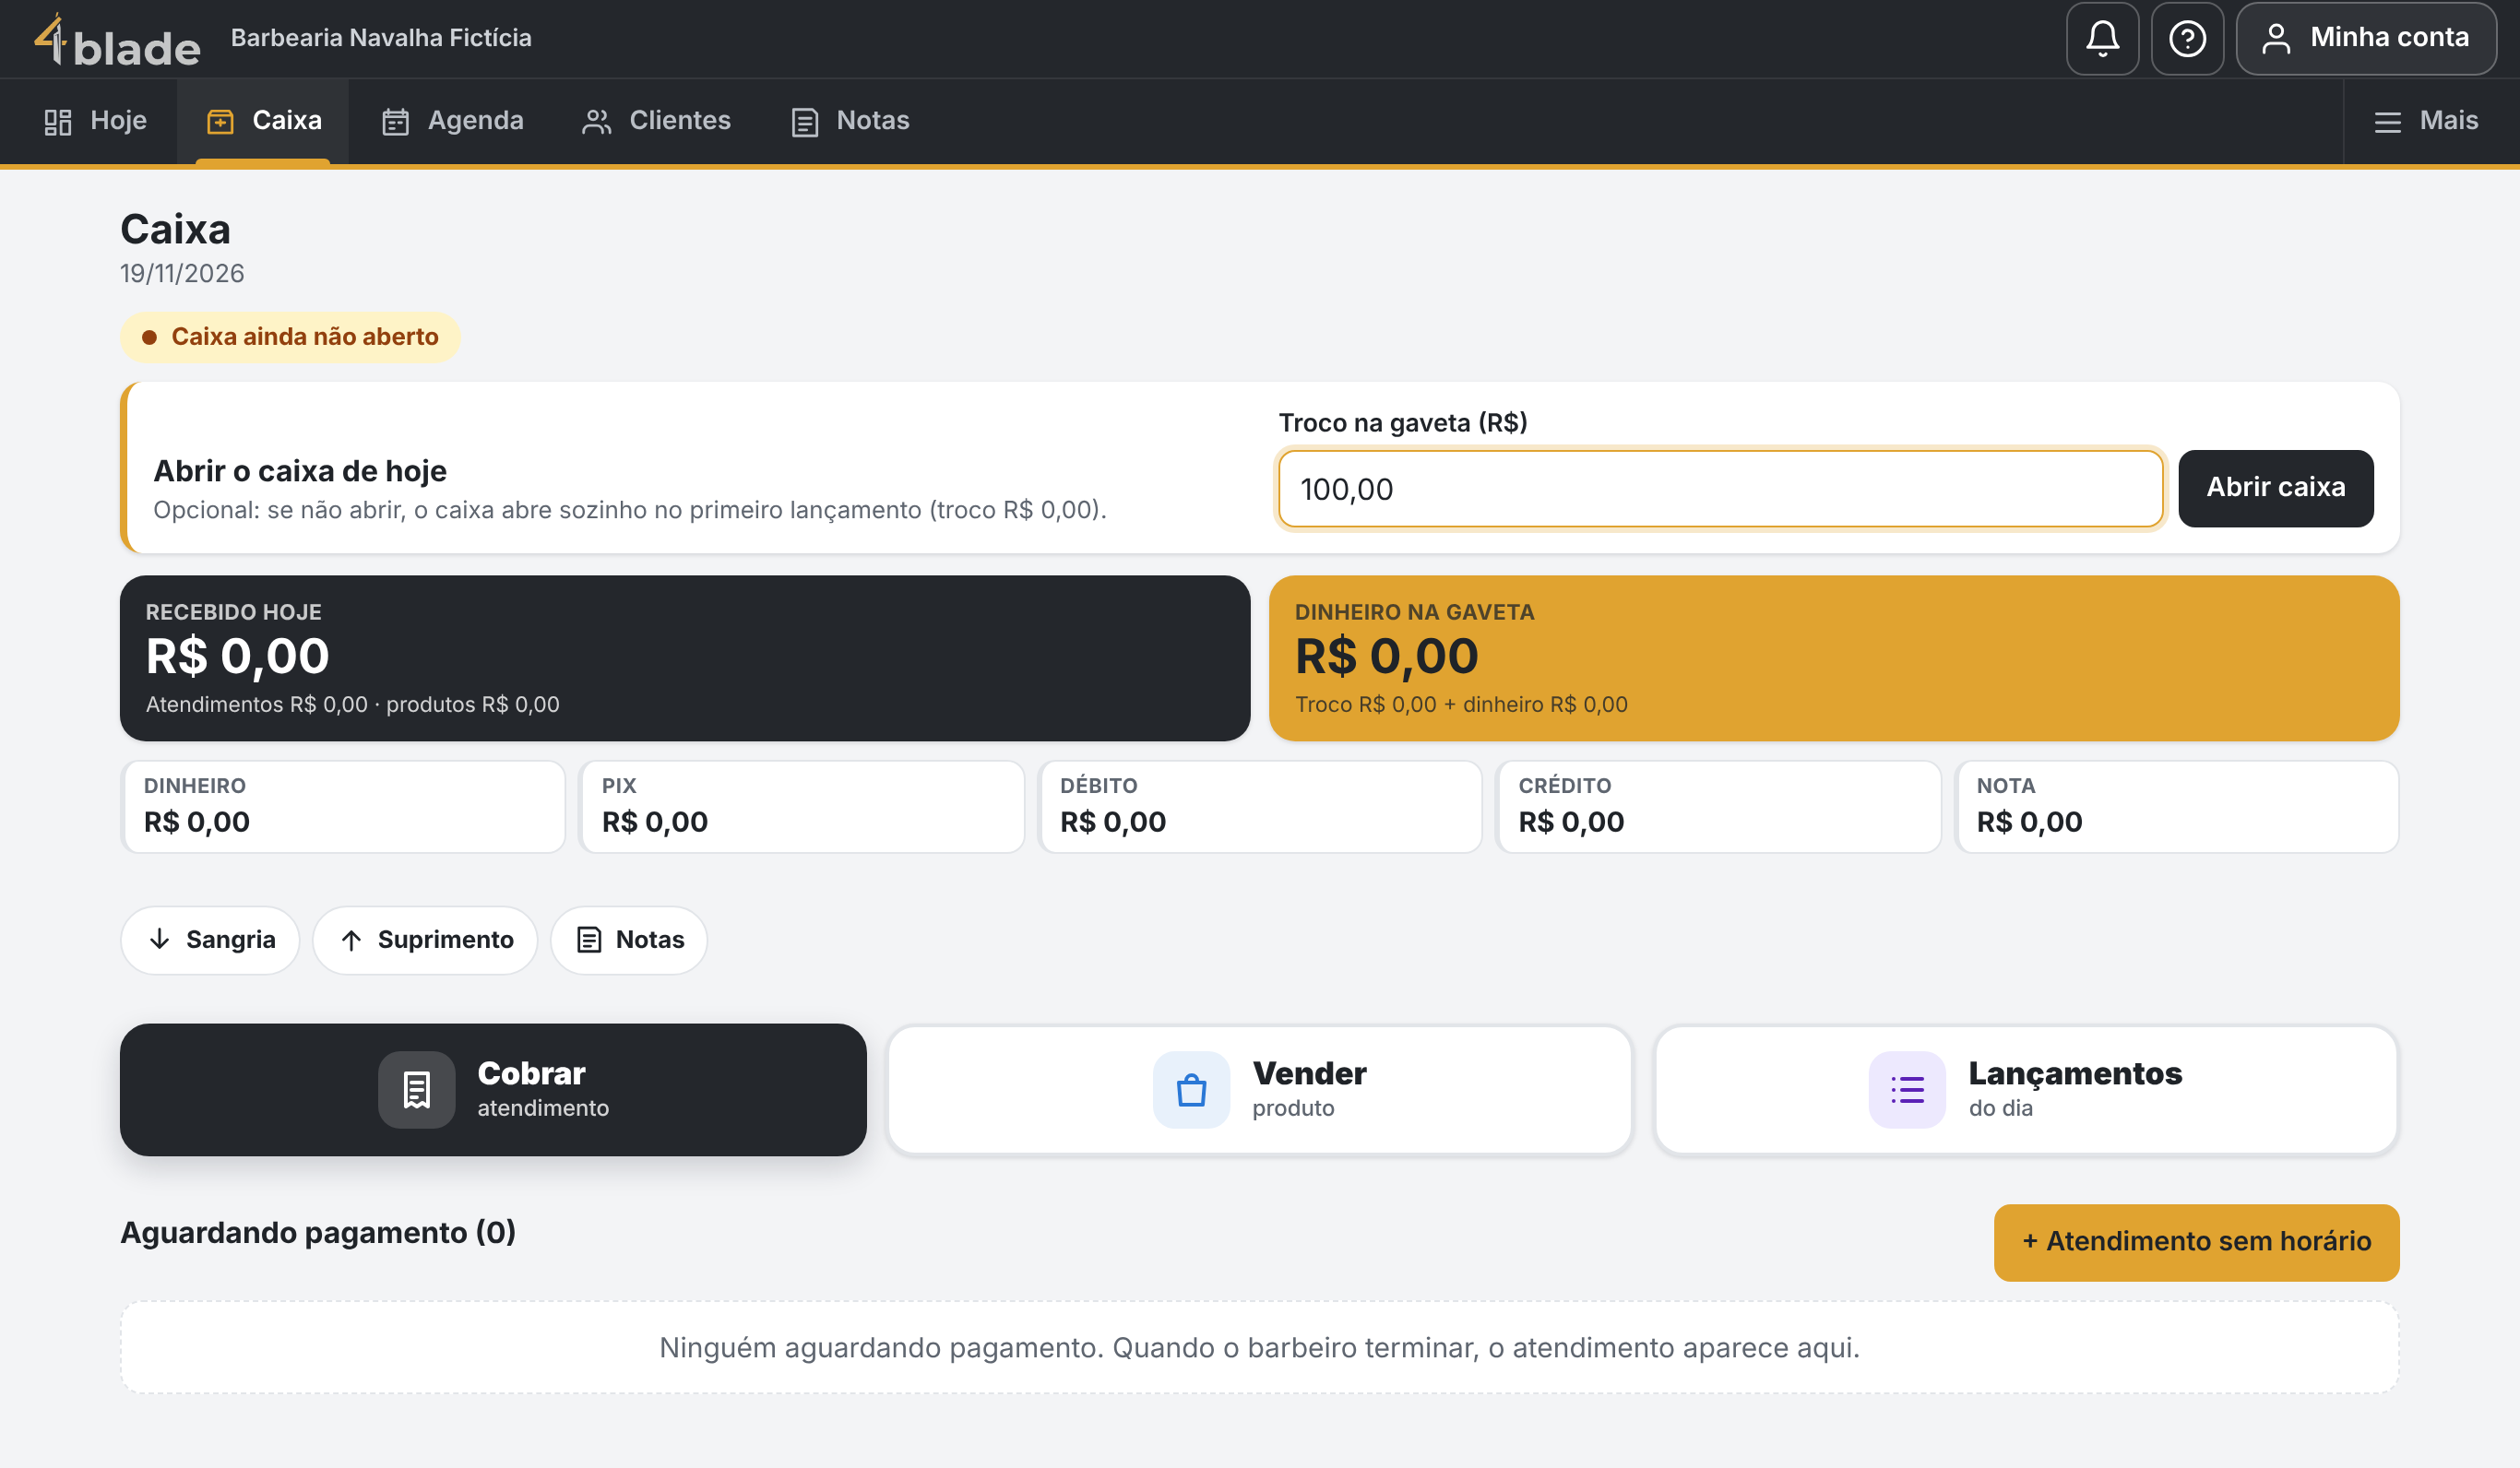 4blade
Barbearia Navalha Fictícia
Minha conta
Hoje
Caixa
Agenda
Clientes
Notas
Mais
Caixa
19/11/2026
Caixa ainda não aberto
Abrir o caixa de hoje
Opcional: se não abrir, o caixa abre sozinho no primeiro lançamento (troco R$ 0,00).
Troco na gaveta (R$)
100,00
Abrir caixa
RECEBIDO HOJE
R$ 0,00
Atendimentos R$ 0,00 · produtos R$ 0,00
DINHEIRO NA GAVETA
R$ 0,00
Troco R$ 0,00 + dinheiro R$ 0,00
DINHEIRO
R$ 0,00
PIX
R$ 0,00
DÉBITO
R$ 0,00
CRÉDITO
R$ 0,00
NOTA
R$ 0,00
Sangria
Suprimento
Notas
Cobrar
atendimento
Vender
produto
Lançamentos
do dia
Aguardando pagamento (0)
+ Atendimento sem horário
Ninguém aguardando pagamento. Quando o barbeiro terminar, o atendimento aparece aqui.